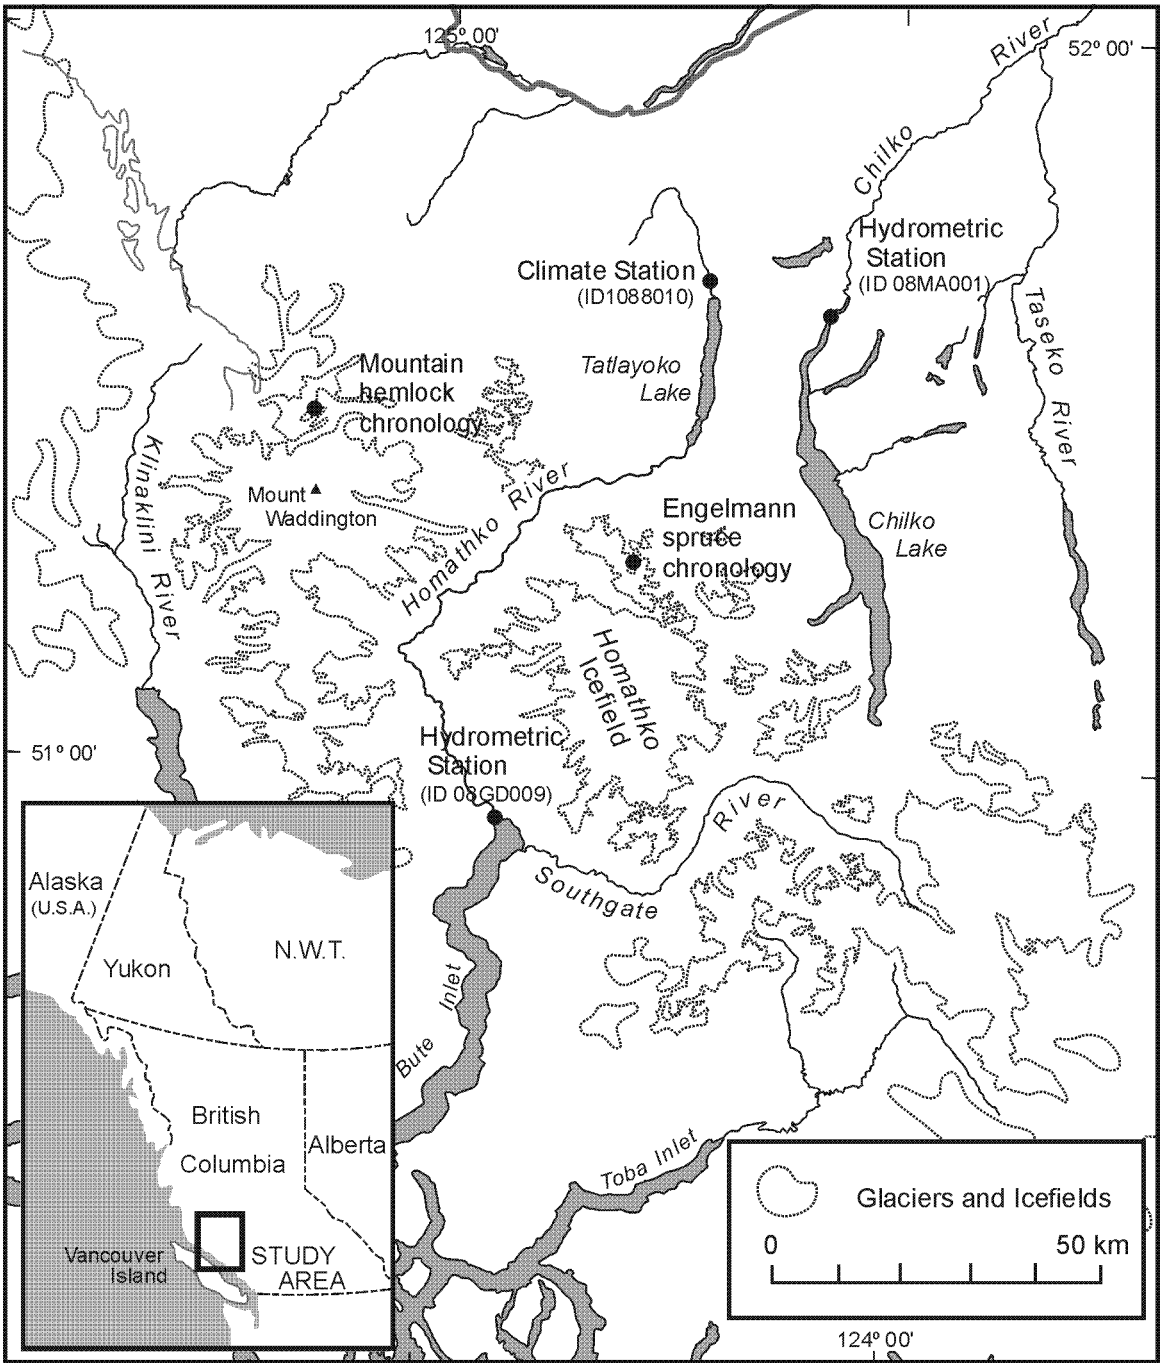 125° 00'
52° 00'
Chilko River
Hydrometric
Station
(ID 08MA001)
Climate Station
(ID1088010)
Tatlayoko
Lake
Taseko River
Mountain
hemlock
chronology
Klinaklini River
Mount
Waddington
Homathko River
Engelmann
spruce
chronology
Chilko
Lake
Homathko
Icefield
Hydrometric
Station
(ID 08GD009)
51° 00'
Southgate River
Alaska
(U.S.A.)
Yukon
N.W.T.
Bute Inlet
British
Columbia
Alberta
Vancouver
Island
STUDY
AREA
Toba Inlet
Glaciers and Icefields
0 50 km
124° 00'